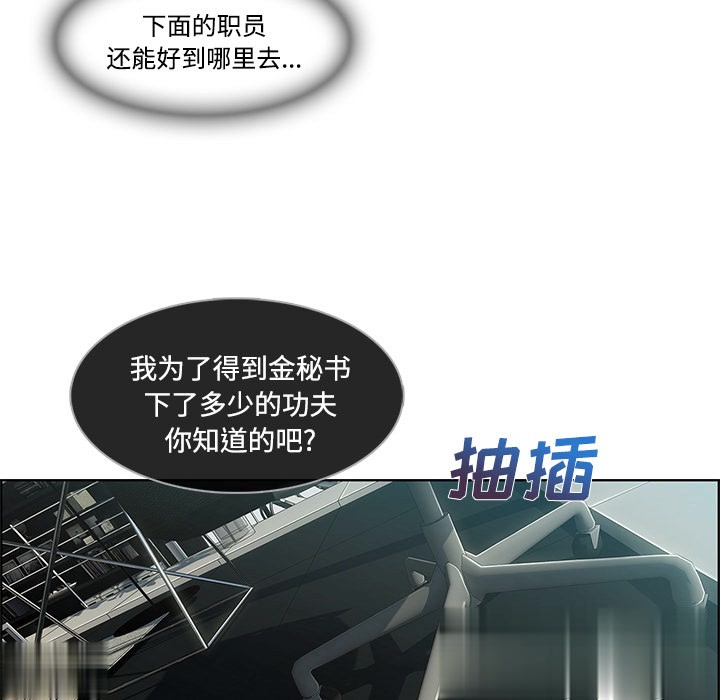 下面的职员
还能好到哪里去...
我为了得到金秘书
下了多少的功夫
你知道的吧?
抽插